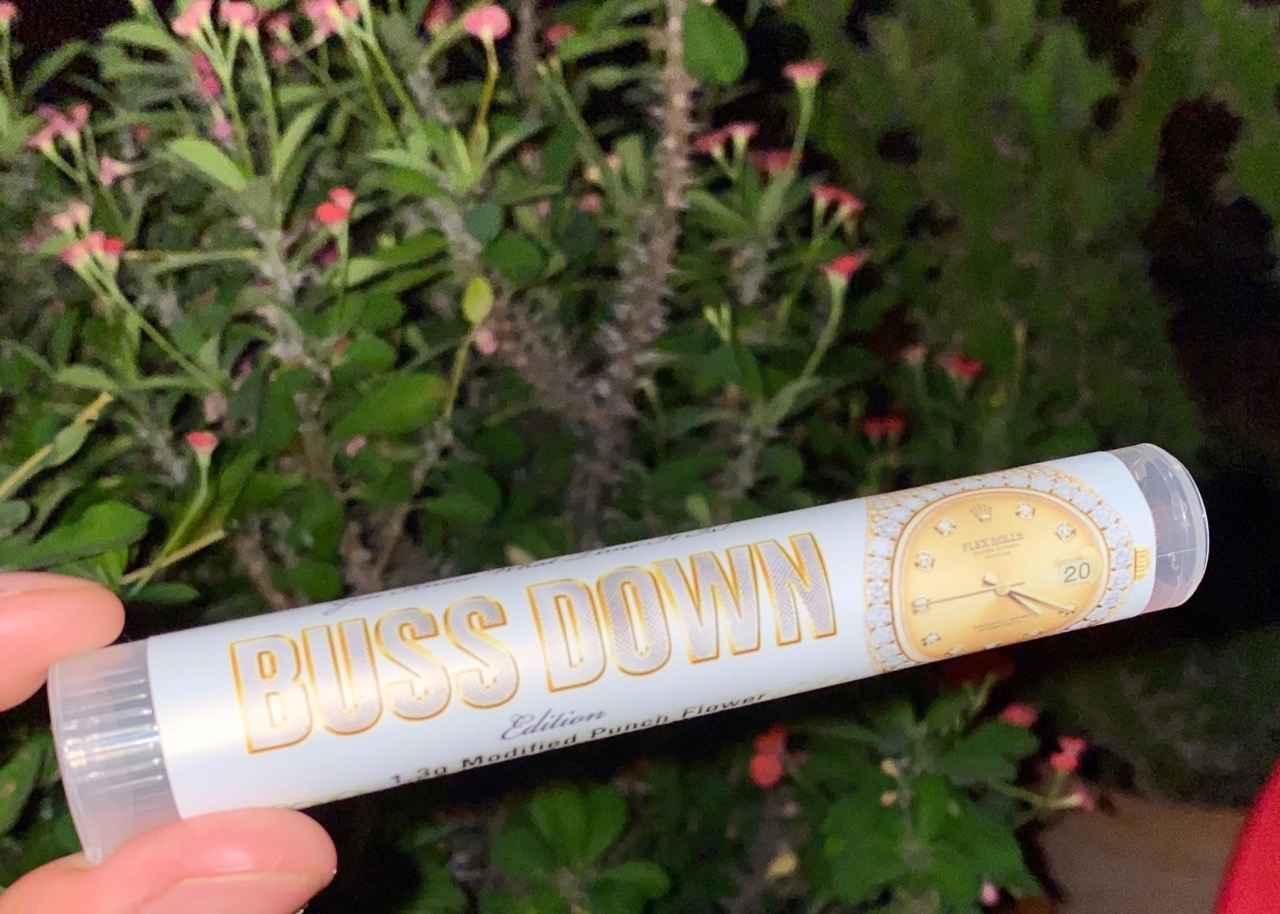 BUSS DOWN
Edition
1.3g Modified Punch Flower
FLEX ROLLS
20